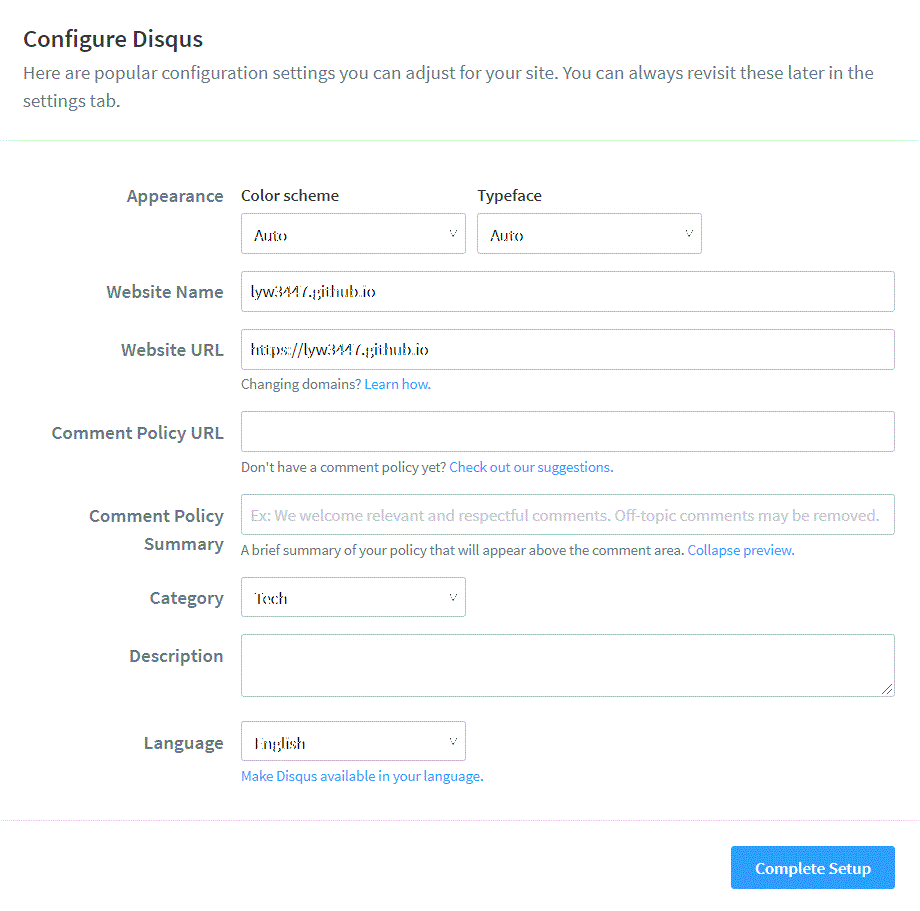 Configure Disqus
Here are popular configuration settings you can adjust for your site. You can always revisit these later in the
settings tab.
Appearance Color scheme Typeface
Auto Auto
Website Name lyw3447.github.io
Website URL https://lyw3447.github.io
Changing domains? Learn how.
Comment Policy URL
Don't have a comment policy yet? Check out our suggestions.
Comment Policy Ex: We welcome relevant and respectful comments. Off-topic comments may be removed.
Summary
A brief summary of your policy that will appear above the comment area. Collapse preview.
Category Tech
Description
Language English
Make Disqus available in your language.
Complete Setup